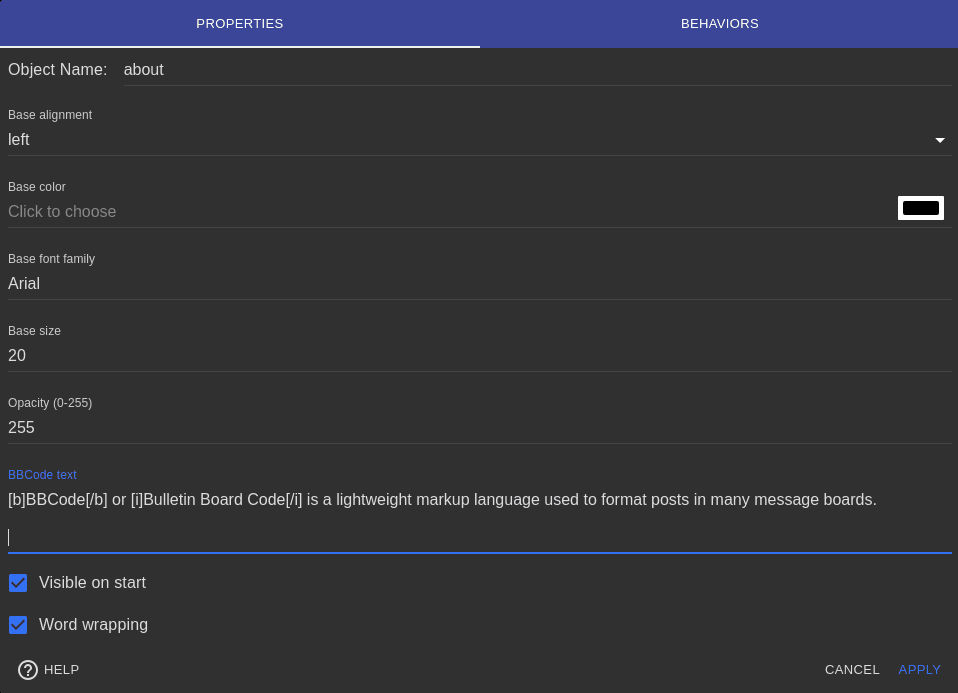 PROPERTIES BEHAVIORS
Object Name: about
Base alignment
left
Base color
Click to choose
Base font family
Arial
Base size
20
Opacity (0-255)
255
BBCode text
[b]BBCode[/b] or [i]Bulletin Board Code[/i] is a lightweight markup language used to format posts in many message boards.
Visible on start
Word wrapping
HELP CANCEL APPLY